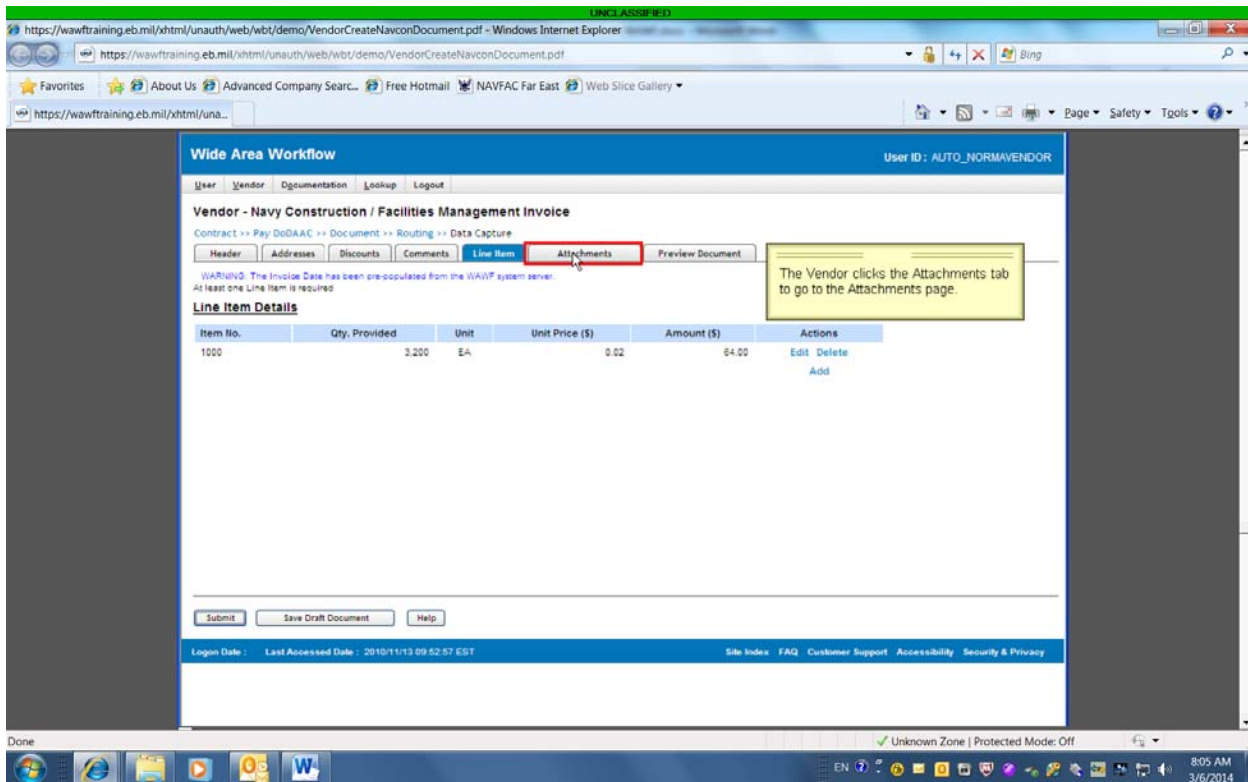 UNCLASSIFIED
https://wawftraining.eb.mil/xhtml/unauth/web/wbt/demo/VendorCreateNavconDocument.pdf - Windows Internet Explorer
https://wawftraining.eb.mil/xhtml/unauth/web/wbt/demo/VendorCreateNavconDocument.pdf
Bing
Favorites About Us Advanced Company Searc... Free Hotmail NAVFAC Far East Web Slice Gallery
https://wawftraining.eb.mil/xhtml/una...
Page Safety Tools
Wide Area Workflow
User ID : AUTO_NORMAVENDOR
User Vendor Documentation Lookup Logout
Vendor - Navy Construction / Facilities Management Invoice
Contract >> Pay DoDAAC >> Document >> Routing >> Data Capture
Header Addresses Discounts Comments Line Item Attachments Preview Document
WARNING: The Invoice Date has been pre-populated from the WAWF system server.
At least one Line Item is required
The Vendor clicks the Attachments tab
to go to the Attachments page.
Line Item Details
Item No. Qty. Provided Unit Unit Price ($) Amount ($) Actions
1000 3,200 EA 0.02 64.00 Edit Delete
Add
Submit Save Draft Document Help
Logon Date : Last Accessed Date : 2010/11/13 09:52:57 EST
Site Index FAQ Customer Support Accessibility Security & Privacy
Done
Unknown Zone | Protected Mode: Off
EN
8:05 AM
3/6/2014